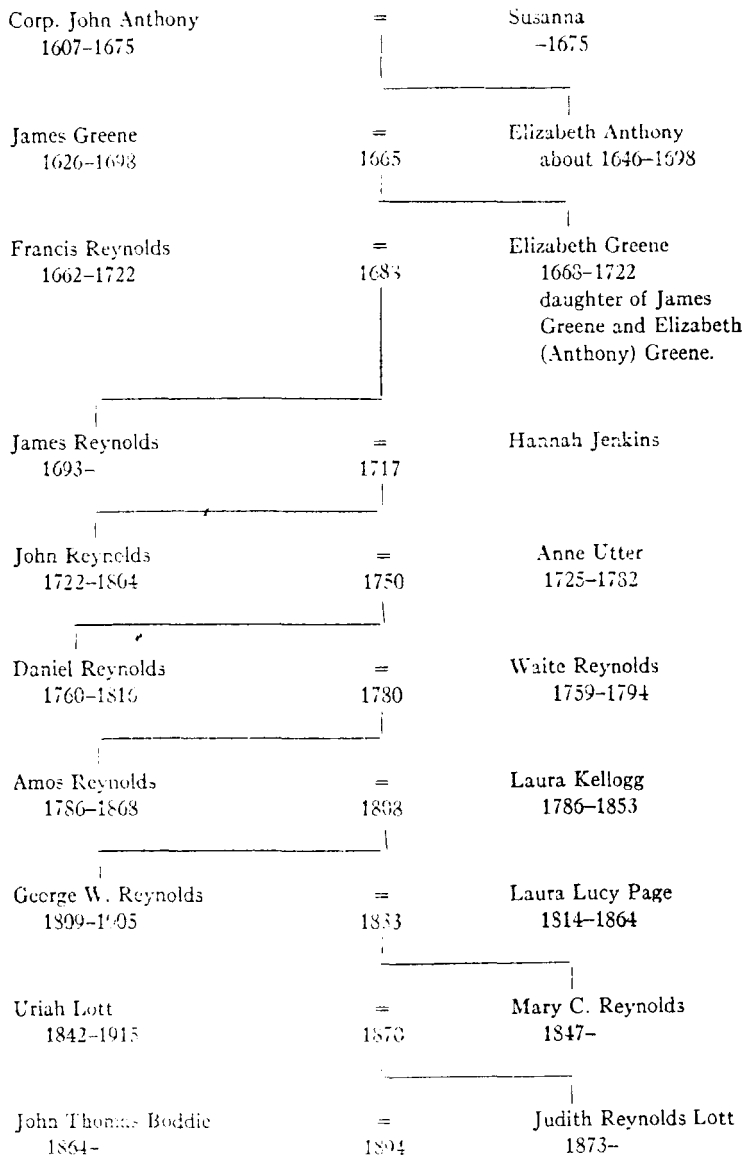 Corp. John Anthony = Susanna
1607–1675 –1675
James Greene = Elizabeth Anthony
1626–1698 1665 about 1646–1698
Francis Reynolds = Elizabeth Greene
1662–1722 1668–1722
daughter of James
Greene and Elizabeth
(Anthony) Greene.
James Reynolds = Hannah Jenkins
1693– 1717
John Reynolds = Anne Utter
1722–1804 1750 1725–1782
Daniel Reynolds = Waite Reynolds
1760–1816 1780 1759–1794
Amos Reynolds = Laura Kellogg
1786–1868 1808 1786–1853
George W. Reynolds = Laura Lucy Page
1809–1905 1833 1814–1864
Uriah Lott = Mary C. Reynolds
1842–1915 1870 1847–
John Thomas Boddie = Judith Reynolds Lott
1864– 1894 1873–